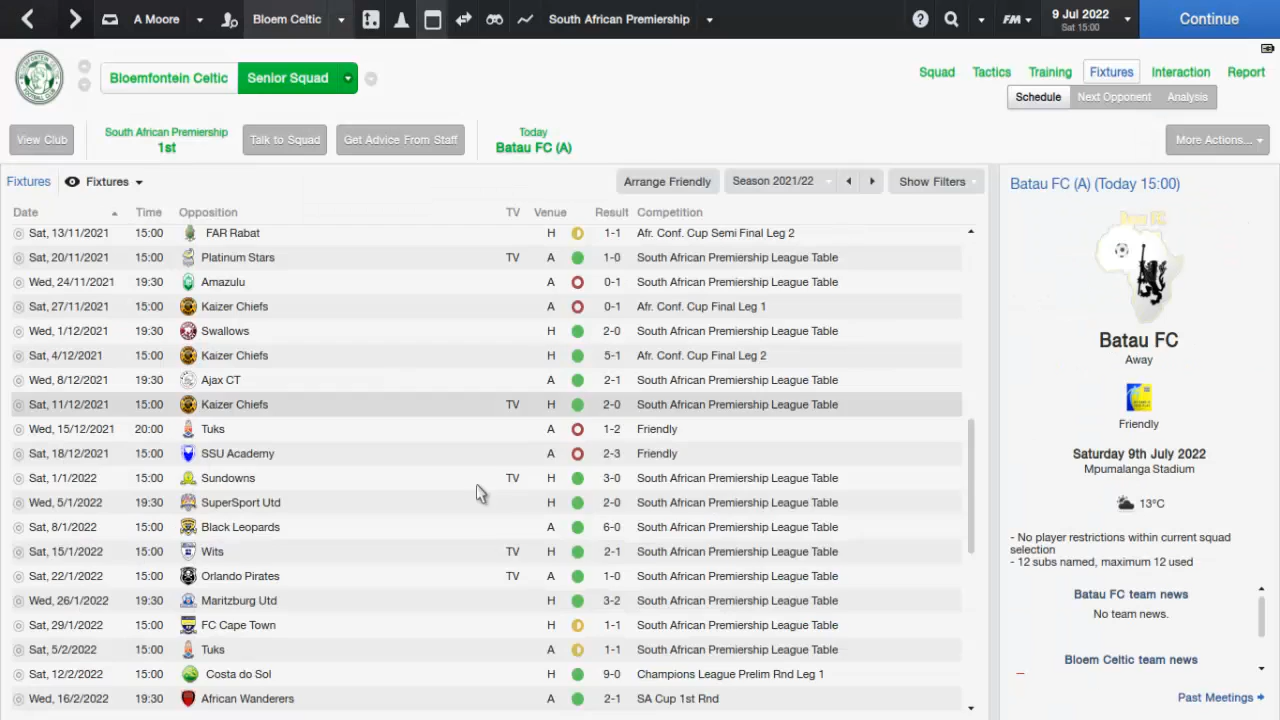 A Moore
Bloem Celtic
South African Premiership
FM
9 Jul 2022
Sat 15:00
Continue
Bloemfontein Celtic
Senior Squad
Squad
Tactics
Training
Fixtures
Interaction
Report
Schedule
Next Opponent
Analysis
View Club
South African Premiership
1st
Talk to Squad
Get Advice From Staff
Today
Batau FC (A)
More Actions...
Fixtures
Fixtures
Arrange Friendly
Season 2021/22
Show Filters
Date Time Opposition TV Venue Result Competition
Sat, 13/11/2021 15:00 FAR Rabat H 1-1 Afr. Conf. Cup Semi Final Leg 2
Sat, 20/11/2021 15:00 Platinum Stars TV A 1-0 South African Premiership League Table
Wed, 24/11/2021 19:30 Amazulu A 0-1 South African Premiership League Table
Sat, 27/11/2021 15:00 Kaizer Chiefs A 0-1 Afr. Conf. Cup Final Leg 1
Wed, 1/12/2021 19:30 Swallows H 2-0 South African Premiership League Table
Sat, 4/12/2021 15:00 Kaizer Chiefs H 5-1 Afr. Conf. Cup Final Leg 2
Wed, 8/12/2021 19:30 Ajax CT A 2-1 South African Premiership League Table
Sat, 11/12/2021 15:00 Kaizer Chiefs TV H 2-0 South African Premiership League Table
Wed, 15/12/2021 20:00 Tuks A 1-2 Friendly
Sat, 18/12/2021 15:00 SSU Academy A 2-3 Friendly
Sat, 1/1/2022 15:00 Sundowns TV H 3-0 South African Premiership League Table
Wed, 5/1/2022 19:30 SuperSport Utd H 2-0 South African Premiership League Table
Sat, 8/1/2022 15:00 Black Leopards A 6-0 South African Premiership League Table
Sat, 15/1/2022 15:00 Wits TV H 2-1 South African Premiership League Table
Sat, 22/1/2022 15:00 Orlando Pirates TV A 1-0 South African Premiership League Table
Wed, 26/1/2022 19:30 Maritzburg Utd H 3-2 South African Premiership League Table
Sat, 29/1/2022 15:00 FC Cape Town H 1-1 South African Premiership League Table
Sat, 5/2/2022 15:00 Tuks A 1-1 South African Premiership League Table
Sat, 12/2/2022 15:00 Costa do Sol H 9-0 Champions League Prelim Rnd Leg 1
Wed, 16/2/2022 19:30 African Wanderers A 2-1 SA Cup 1st Rnd
Batau FC (A) (Today 15:00)
Batau FC
Away
Friendly
Saturday 9th July 2022
Mpumalanga Stadium
13°C
- No player restrictions within current squad
selection
- 12 subs named, maximum 12 used
Batau FC team news
No team news.
Bloem Celtic team news
Past Meetings